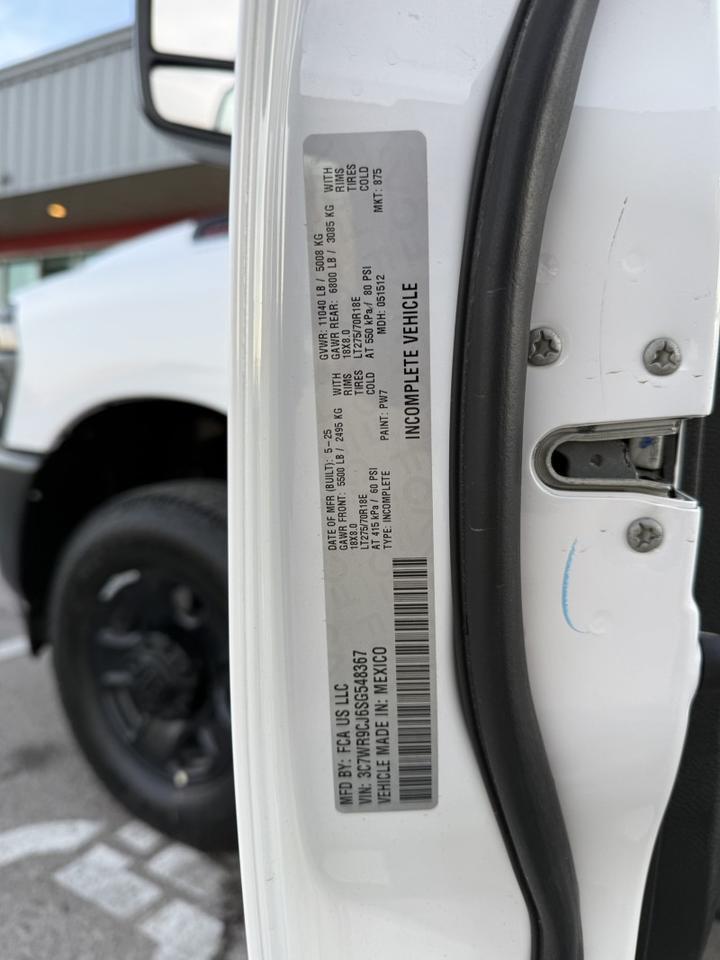 MFD BY: FCA US LLC
VIN: 3C7WR9CJ6SG548367
VEHICLE MADE IN: MEXICO
DATE OF MFR (BUILT): 5-25
GAWR FRONT: 5500 LB / 2495 KG WITH
18X8.0 RIMS
LT275/70R18E TIRES
AT 415 kPa / 60 PSI COLD
TYPE: INCOMPLETE PAINT: PW7
GVWR: 11040 LB / 5008 KG
GAWR REAR: 6800 LB / 3085 KG WITH
18X8.0 RIMS
LT275/70R18E TIRES
AT 550 kPa/ 80 PSI COLD
MDH: 051512 MKT: 875
INCOMPLETE VEHICLE